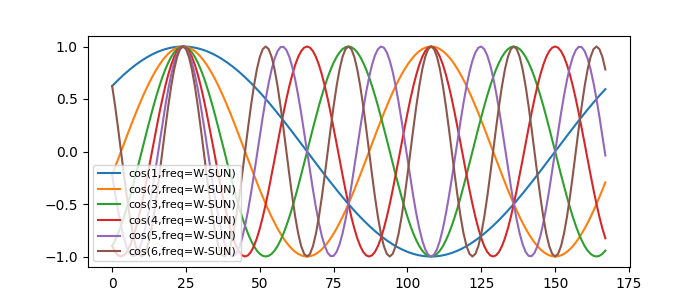 1.0
0.5
0.0
−0.5
−1.0
cos(1,freq=W-SUN)
cos(2,freq=W-SUN)
cos(3,freq=W-SUN)
cos(4,freq=W-SUN)
cos(5,freq=W-SUN)
cos(6,freq=W-SUN)
0 25 50 75 100 125 150 175